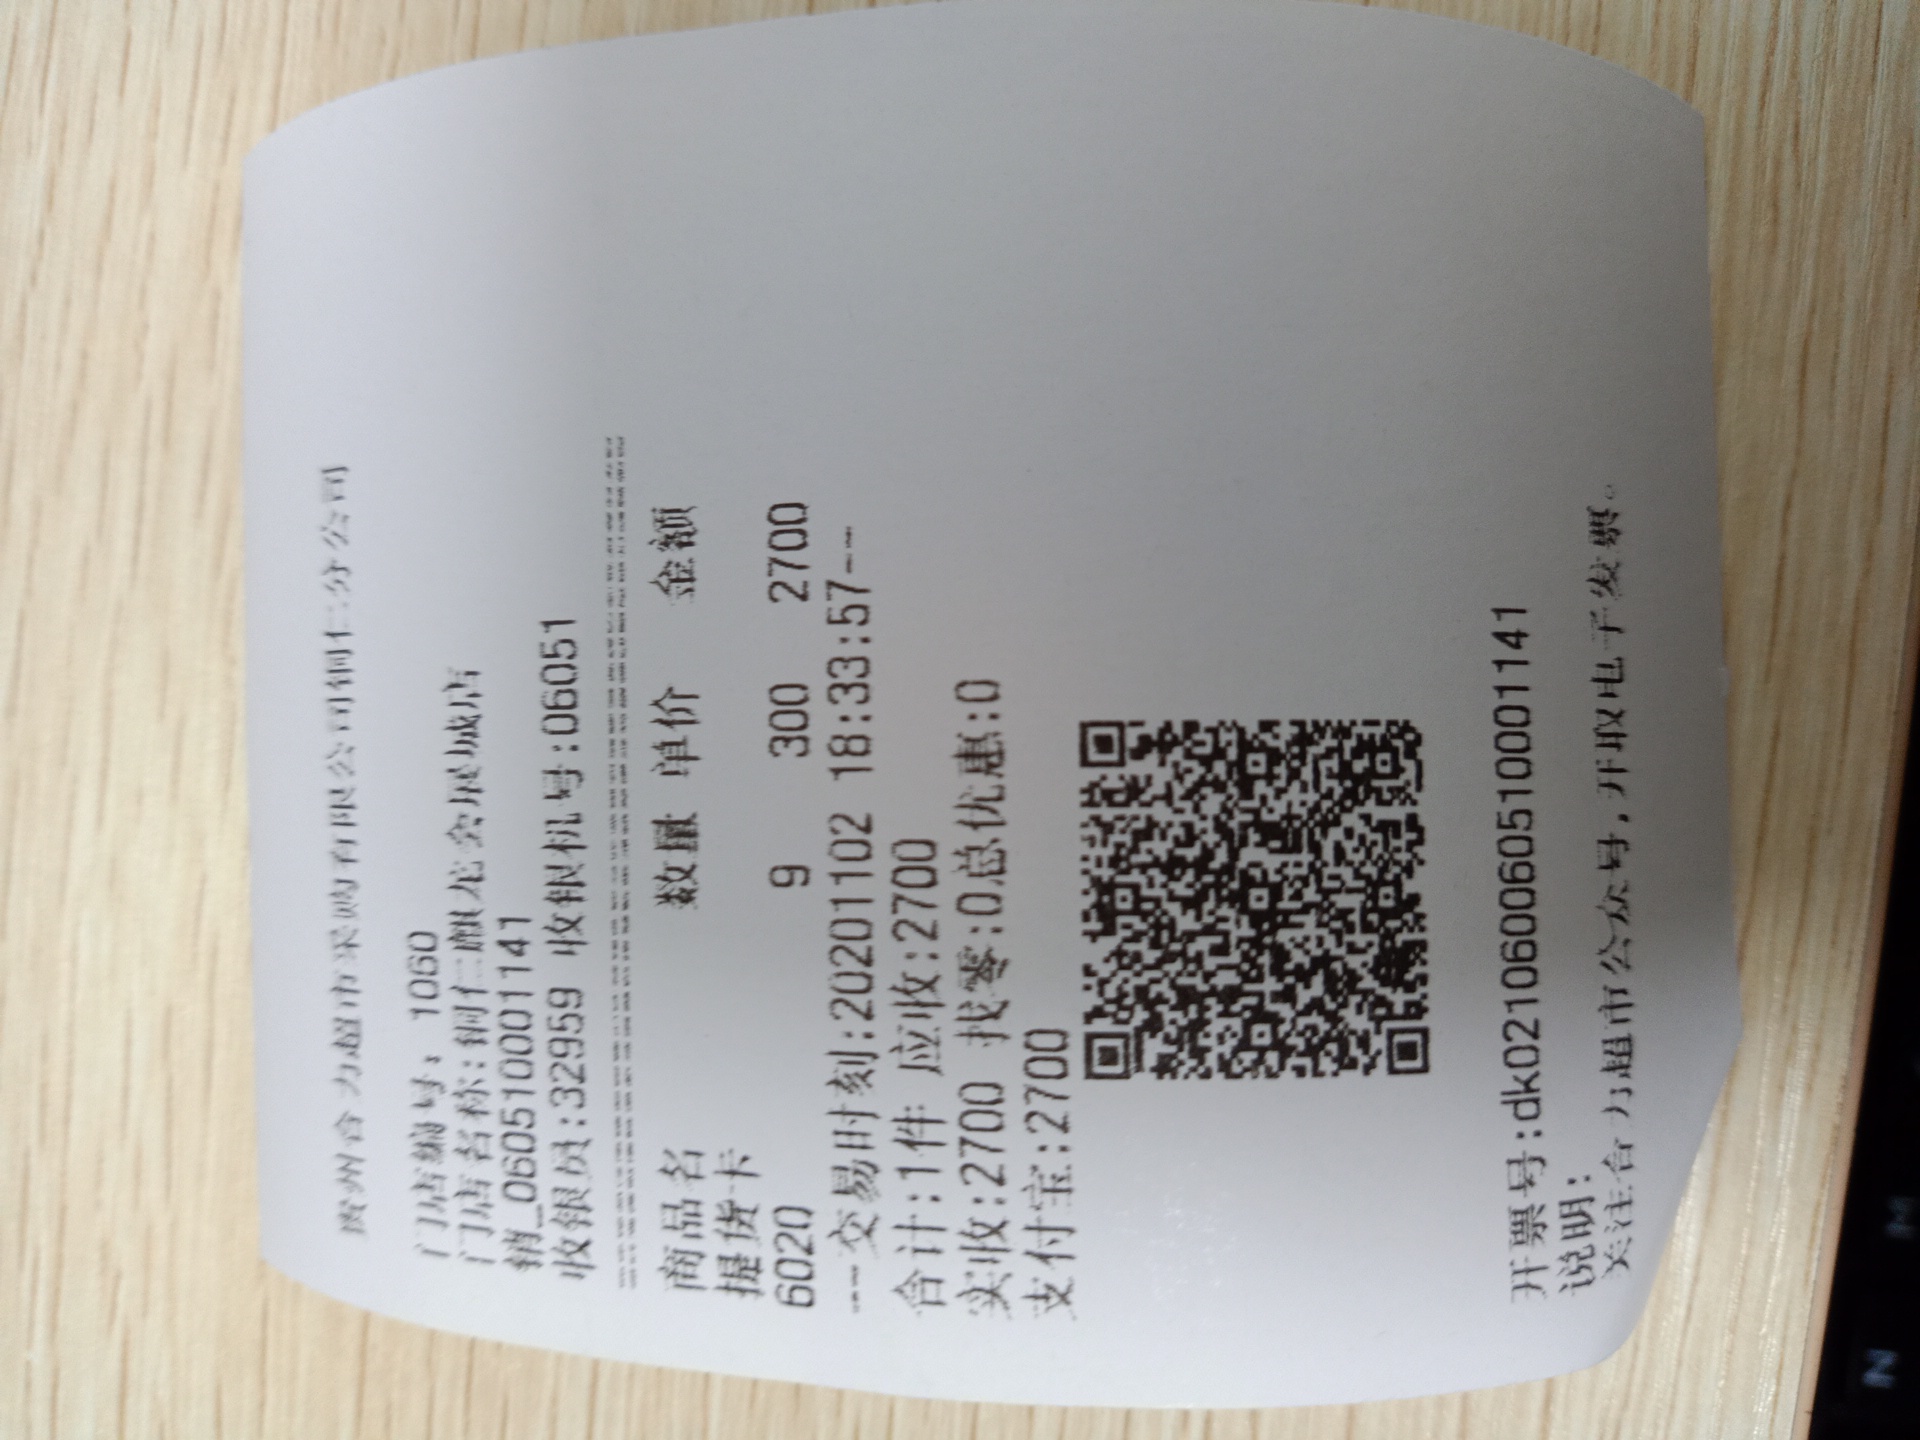 贵州合力超市采购有限公司铜仁分公司
门店编号: 1060
门店名称:铜仁麒龙会展城店
销_060510001141
收银员:32959 收银机号:06051
商品名 数量 单价 金额
提货卡
6020 9 300 2700
---交易时刻:20201102 18:33:57---
合计:1件 应收:2700
实收:2700 找零:0总优惠:0
支付宝:2700
开票号:dk0210600605100001141
说明:
关注合力超市公众号,开取电子发票。
N
M